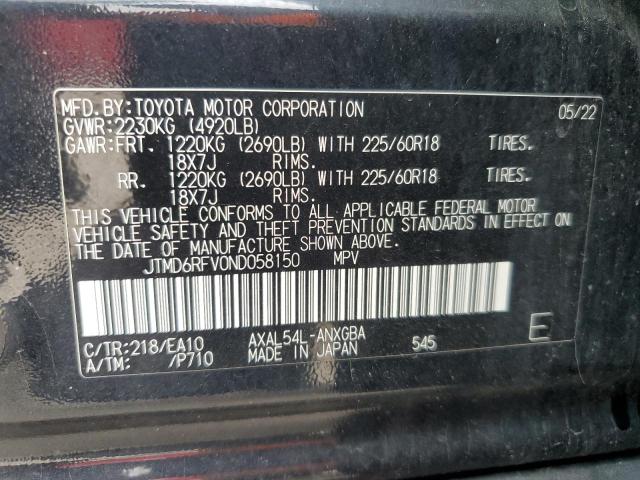 MFD.BY:TOYOTA MOTOR CORPORATION 05/22
GVWR:2230KG (4920LB)
GAWR:FRT. 1220KG (2690LB) WITH 225/60R18 TIRES.
18X7J RIMS.
RR. 1220KG (2690LB) WITH 225/60R18 TIRES.
18X7J RIMS.
THIS VEHICLE CONFORMS TO ALL APPLICABLE FEDERAL MOTOR
VEHICLE SAFETY AND THEFT PREVENTION STANDARDS IN EFFECT ON
THE DATE OF MANUFACTURE SHOWN ABOVE.
JTMD6RFV0ND058150 MPV
C/TR:218/EA10 AXAL54L-ANXGBA 545 E
A/TM: /P710 MADE IN JAPAN